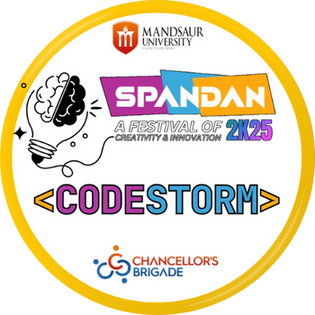 MANDSAUR
UNIVERSITY
SPANDAN
A FESTIVAL OF
CREATIVITY & INNOVATION
2K25
<CODESTORM>
CHANCELLOR'S
BRIGADE